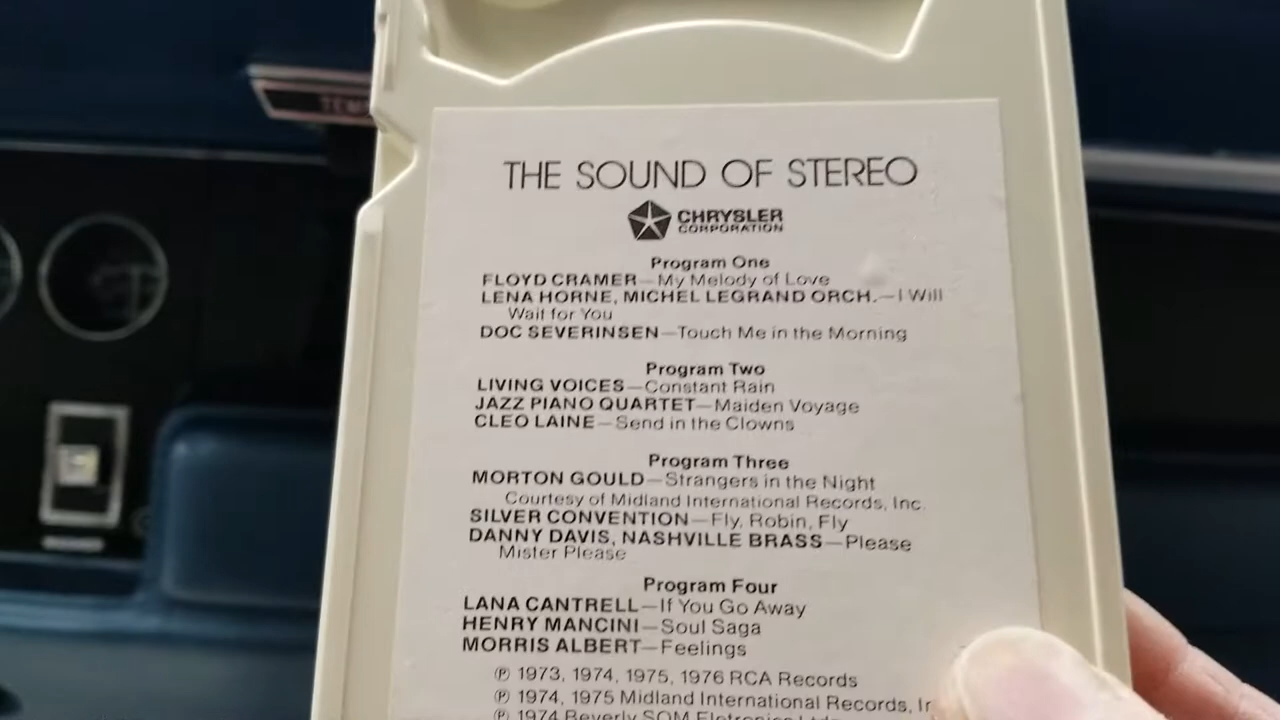 TEM
THE SOUND OF STEREO
CHRYSLER
CORPORATION
Program One
FLOYD CRAMER—My Melody of Love
LENA HORNE, MICHEL LEGRAND ORCH.—I Will
Wait for You
DOC SEVERINSEN—Touch Me in the Morning
Program Two
LIVING VOICES—Constant Rain
JAZZ PIANO QUARTET—Maiden Voyage
CLEO LAINE—Send in the Clowns
Program Three
MORTON GOULD—Strangers in the Night
Courtesy of Midland International Records, Inc.
SILVER CONVENTION—Fly, Robin, Fly
DANNY DAVIS, NASHVILLE BRASS—Please
Mister Please
Program Four
LANA CANTRELL—If You Go Away
HENRY MANCINI—Soul Saga
MORRIS ALBERT—Feelings
℗ 1973, 1974, 1975, 1976 RCA Records
℗ 1974, 1975 Midland International Records,
℗ 1974 Beverly SOM